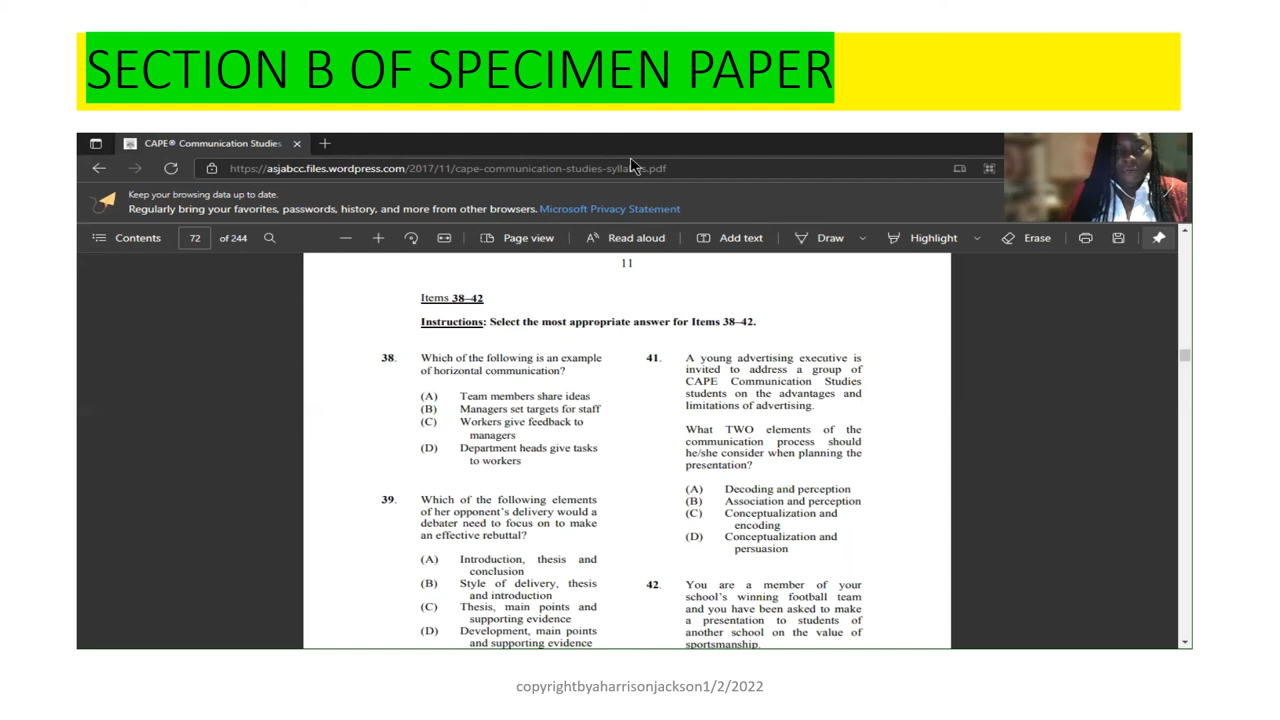 SECTION B OF SPECIMEN PAPER
CAPE® Communication Studies
https://asjabcc.files.wordpress.com/2017/11/cape-communication-studies-syllabus.pdf
Keep your browsing data up to date.
Regularly bring your favorites, passwords, history, and more from other browsers. Microsoft Privacy Statement
Contents 72 of 244 Page view Read aloud Add text Draw Highlight Erase
11
Items 38–42
Instructions: Select the most appropriate answer for Items 38–42.
38. Which of the following is an example
of horizontal communication?
(A) Team members share ideas
(B) Managers set targets for staff
(C) Workers give feedback to
managers
(D) Department heads give tasks
to workers
39. Which of the following elements
of her opponent's delivery would a
debater need to focus on to make
an effective rebuttal?
(A) Introduction, thesis and
conclusion
(B) Style of delivery, thesis
and introduction
(C) Thesis, main points and
supporting evidence
(D) Development, main points
and supporting evidence
41. A young advertising executive is
invited to address a group of
CAPE Communication Studies
students on the advantages and
limitations of advertising.
What TWO elements of the
communication process should
he/she consider when planning the
presentation?
(A) Decoding and perception
(B) Association and perception
(C) Conceptualization and
encoding
(D) Conceptualization and
persuasion
42. You are a member of your
school's winning football team
and you have been asked to make
a presentation to students of
another school on the value of
sportsmanship.
copyrightbyaharrisonjackson1/2/2022